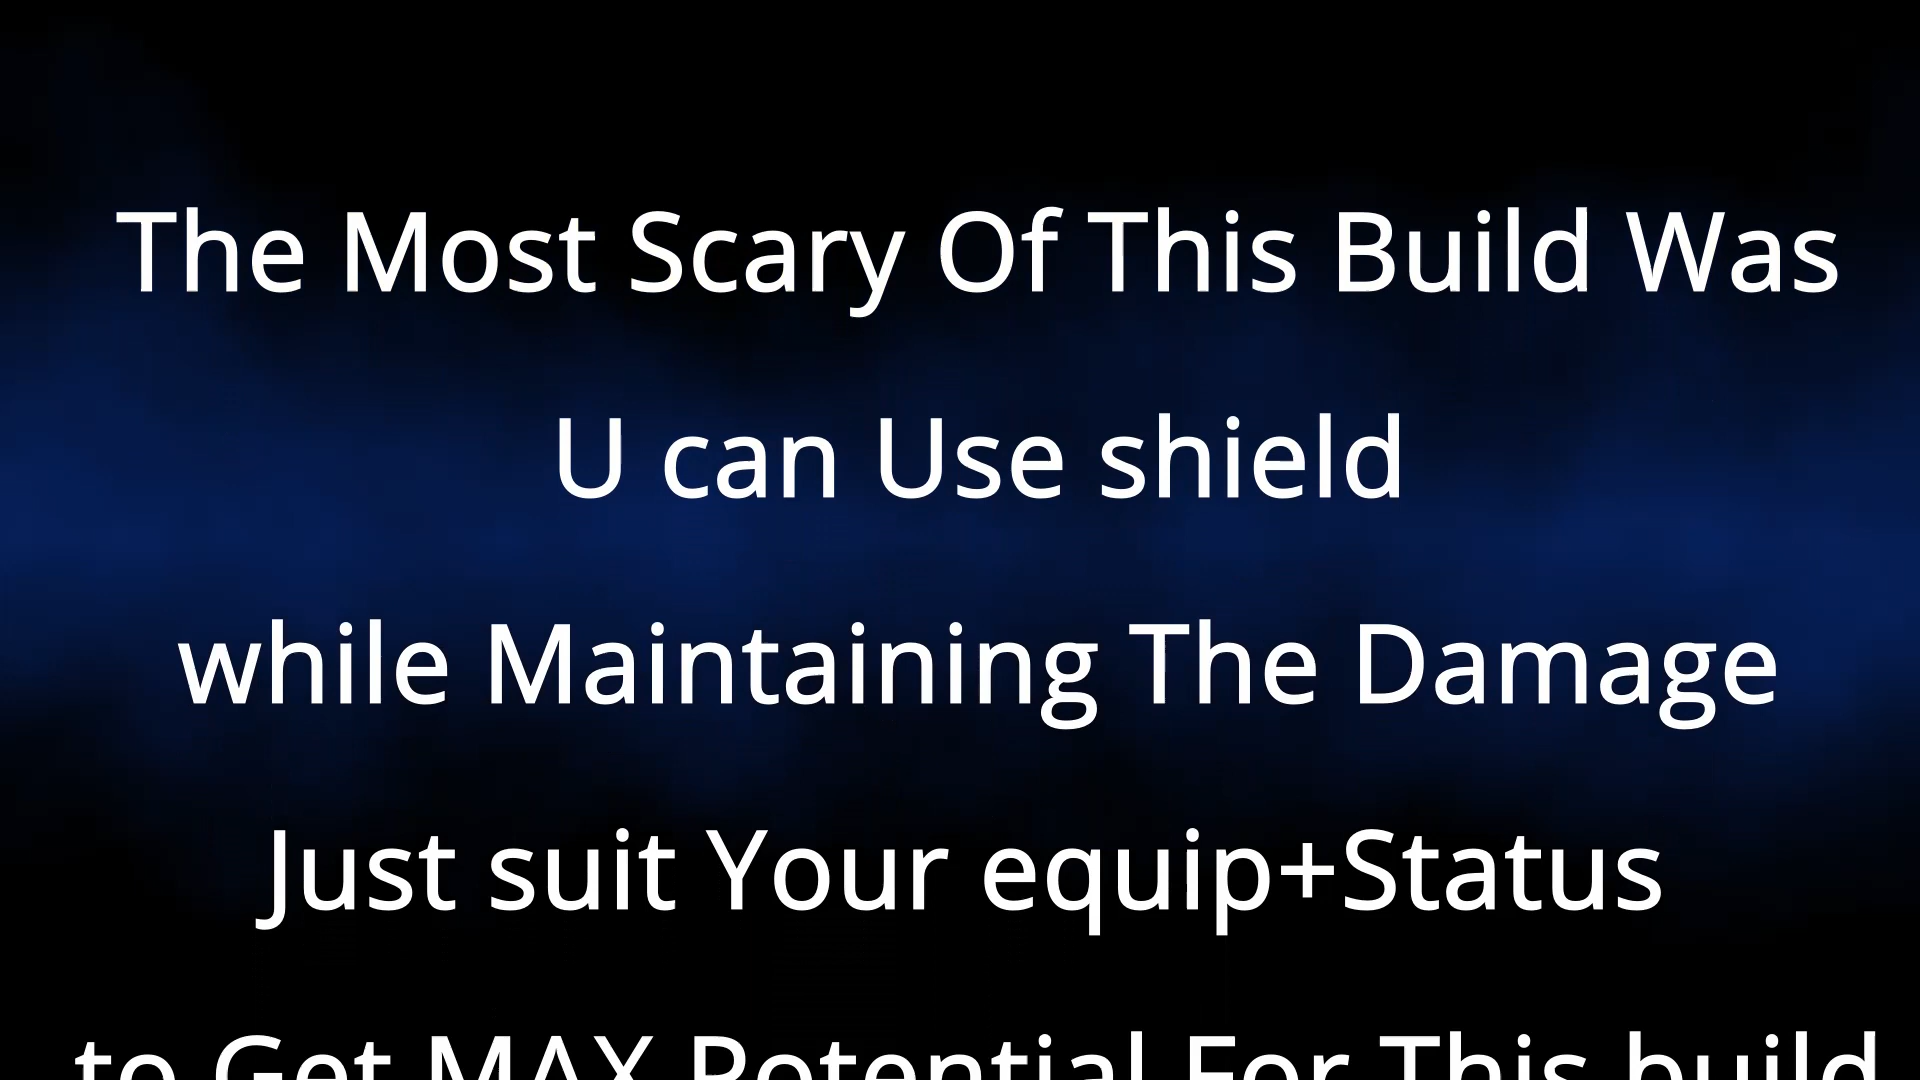 The Most Scary Of This Build Was
U can Use shield
while Maintaining The Damage
Just suit Your equip+Status
to Get MAX Potential For This build